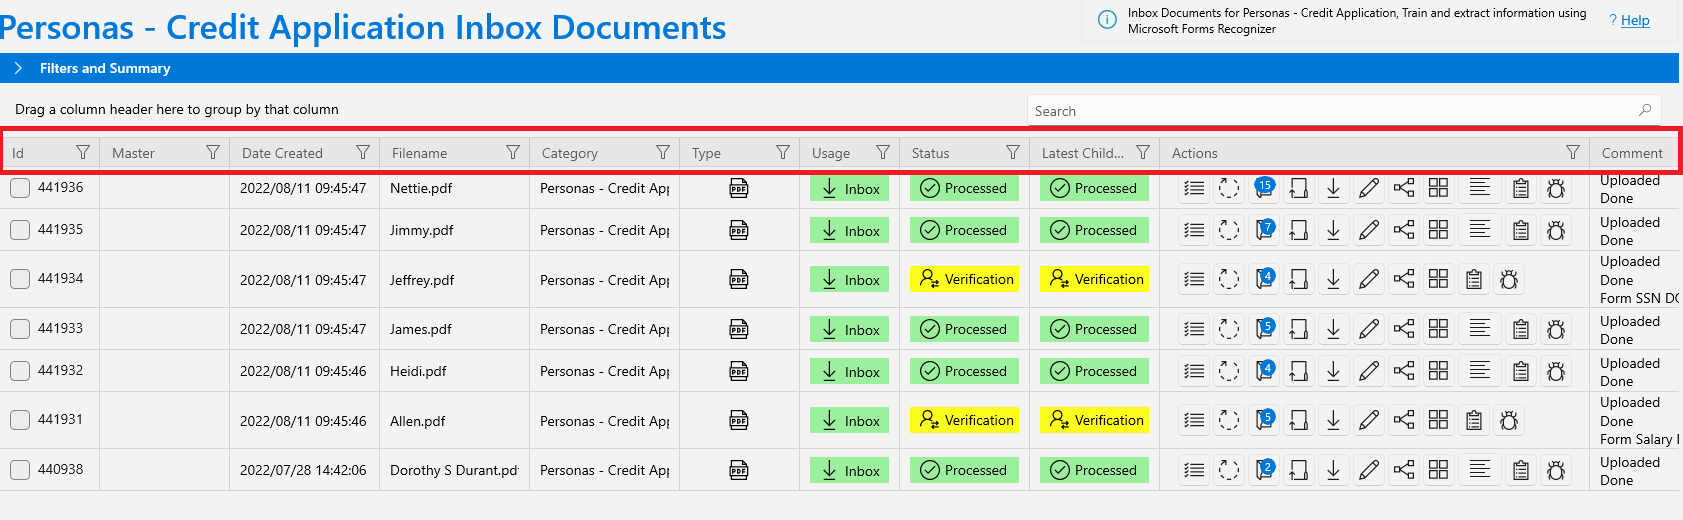 Personas - Credit Application Inbox Documents
Inbox Documents for Personas - Credit Application, Train and extract information using
Microsoft Forms Recognizer
? Help
Filters and Summary
Drag a column header here to group by that column
Search
Id Master Date Created Filename Category Type Usage Status Latest Child... Actions Comment
441936 2022/08/11 09:45:47 Nettie.pdf Personas - Credit Ap PDF Inbox Processed Processed 15 Uploaded
Done
441935 2022/08/11 09:45:47 Jimmy.pdf Personas - Credit Ap PDF Inbox Processed Processed 7 Uploaded
Done
441934 2022/08/11 09:45:47 Jeffrey.pdf Personas - Credit Ap PDF Inbox Verification Verification 4 Uploaded
Done
Form SSN DO
441933 2022/08/11 09:45:47 James.pdf Personas - Credit Ap PDF Inbox Processed Processed 5 Uploaded
Done
441932 2022/08/11 09:45:46 Heidi.pdf Personas - Credit Ap PDF Inbox Processed Processed 4 Uploaded
Done
441931 2022/08/11 09:45:46 Allen.pdf Personas - Credit Ap PDF Inbox Verification Verification 5 Uploaded
Done
Form Salary
440938 2022/07/28 14:42:06 Dorothy S Durant.pd PDF Personas - Credit Ap Inbox Processed Processed 2 Uploaded
Done